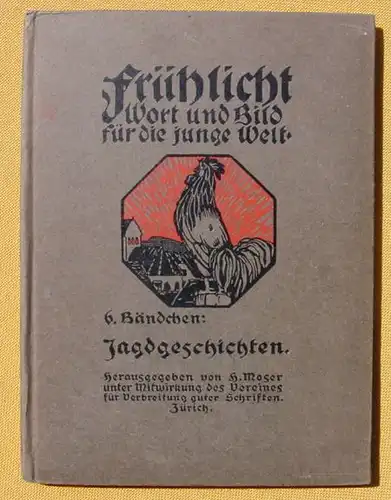 Frühlicht
Wort und Bild
für die junge Welt.
6. Bändchen:
Jagdgeschichten.
Herausgegeben von H. Moser
unter Mitwirkung des Vereines
für Verbreitung guter Schriften.
Zürich.